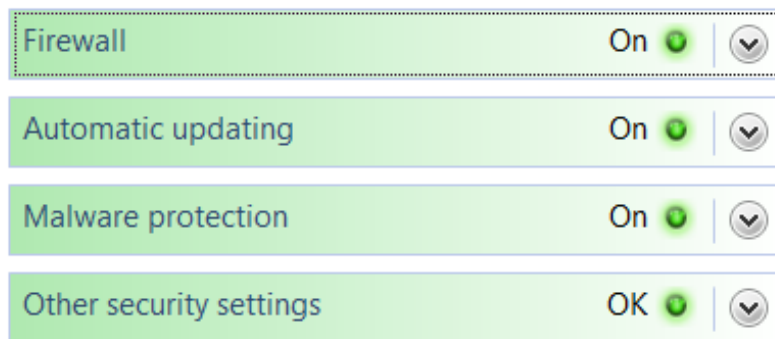 Firewall On
Automatic updating On
Malware protection On
Other security settings OK